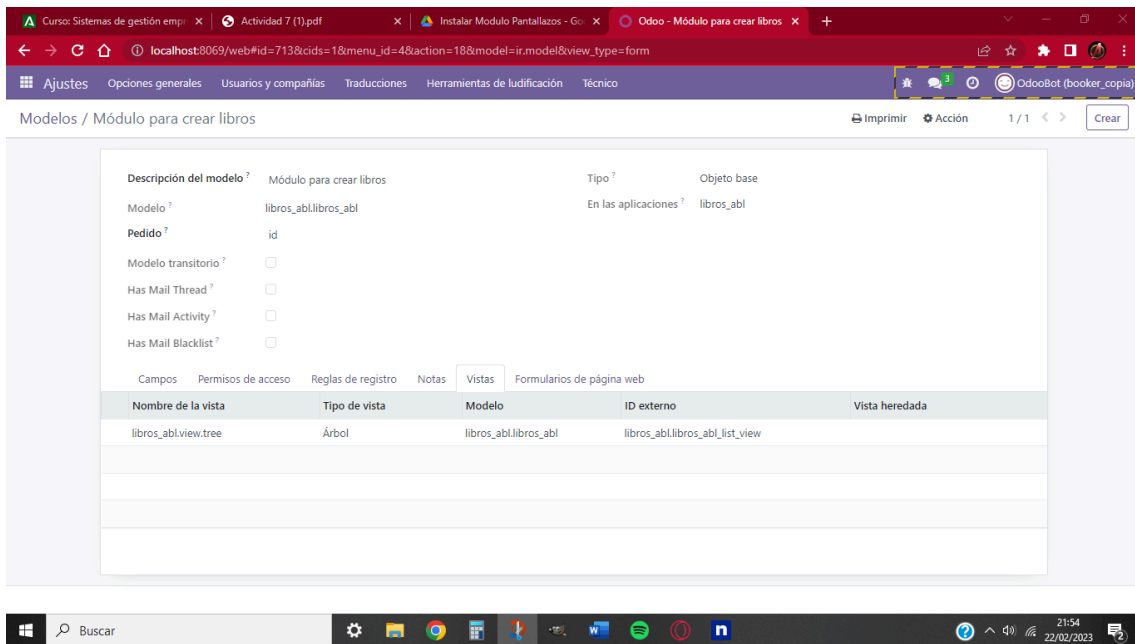 Curso: Sistemas de gestión empr
Actividad 7 (1).pdf
Instalar Modulo Pantallazos - Go
Odoo - Módulo para crear libros
localhost:8069/web#id=713&cids=1&menu_id=4&action=18&model=ir.model&view_type=form
Ajustes Opciones generales Usuarios y compañías Traducciones Herramientas de ludificación Técnico 3 OdooBot (booker_copia)
Modelos / Módulo para crear libros Imprimir Acción 1 / 1 Crear
Descripción del modelo ? Módulo para crear libros Tipo ? Objeto base
Modelo ? libros_abl.libros_abl En las aplicaciones ? libros_abl
Pedido ? id
Modelo transitorio ?
Has Mail Thread ?
Has Mail Activity ?
Has Mail Blacklist ?
Campos Permisos de acceso Reglas de registro Notas Vistas Formularios de página web
Nombre de la vista Tipo de vista Modelo ID externo Vista heredada
libros_abl.view.tree Árbol libros_abl.libros_abl libros_abl.libros_abl_list_view
Buscar
21:54
22/02/2023